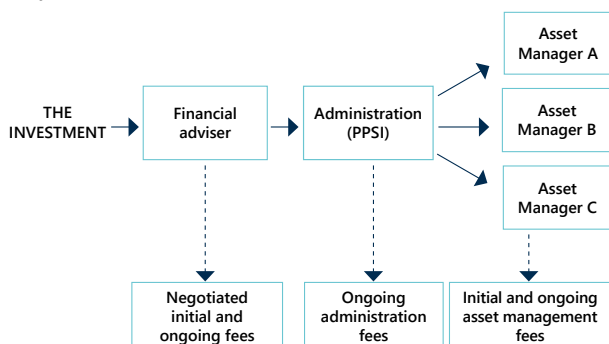 Asset
Manager A
THE
INVESTMENT
Financial
adviser
Administration
(PPSI)
Asset
Manager B
Asset
Manager C
Negotiated
initial and
ongoing fees
Ongoing
administration
fees
Initial and ongoing
asset management
fees